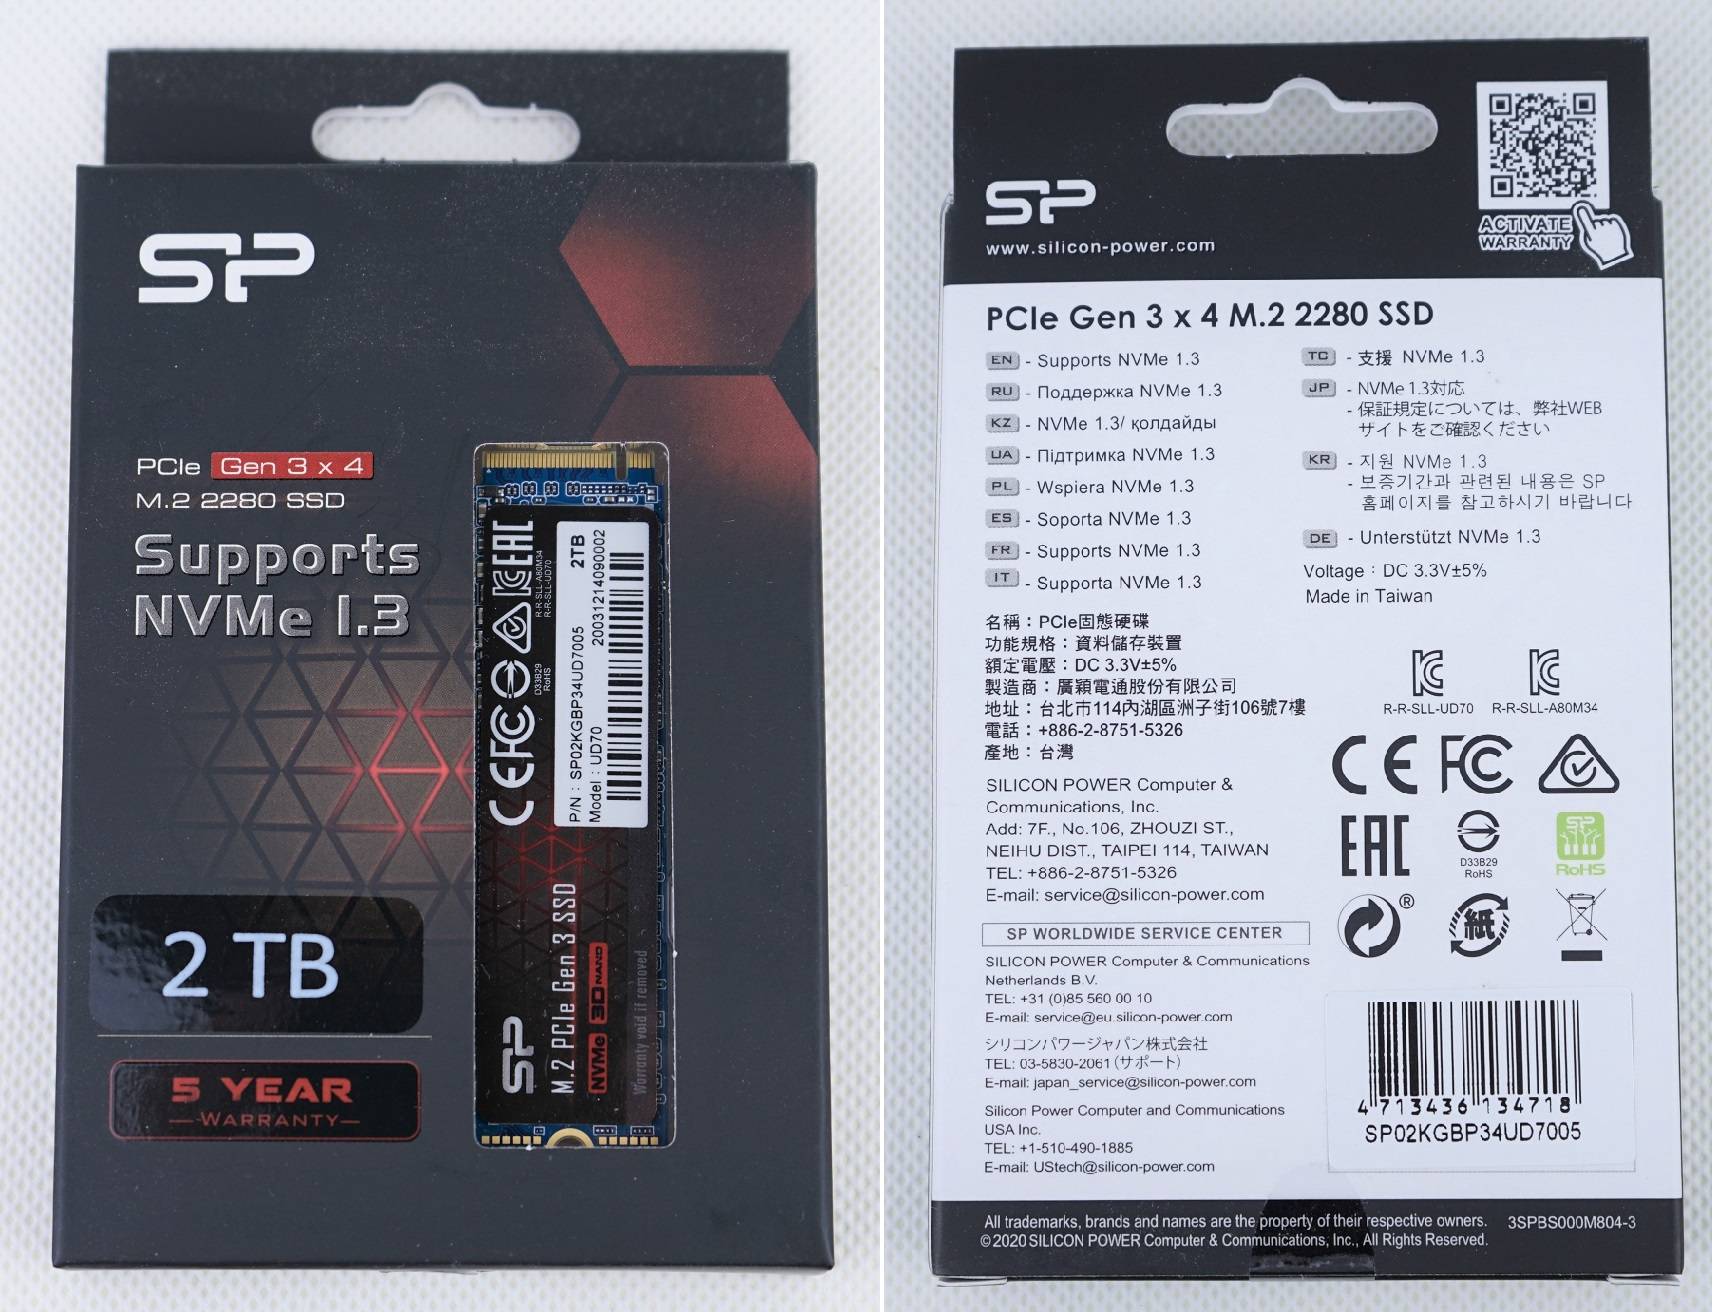 SP
PCIe Gen 3 x 4
M.2 2280 SSD
Supports
NVMe 1.3
2 TB
5 YEAR
WARRANTY
R-R-SLL-A80M34
R-R-SLL-UD70
D33B29
RoHS
CE FC EAC
P/N : SP02KGBP34UD7005 2TB
2003121409 0002
Model : UD70
SP
M.2 PCIe Gen 3 SSD
NVMe 3D NAND
Warranty void if removed
SP
www.silicon-power.com
ACTIVATE
WARRANTY
PCIe Gen 3 x 4 M.2 2280 SSD
EN - Supports NVMe 1.3
RU - Поддержка NVMe 1.3
KZ - NVMe 1.3/ қолдайды
UA - Підтримка NVMe 1.3
PL - Wspiera NVMe 1.3
ES - Soporta NVMe 1.3
FR - Supports NVMe 1.3
IT - Supporta NVMe 1.3
TC - 支援 NVMe 1.3
JP - NVMe1.3対応
- 保証規定については、弊社WEB
サイトをご確認ください
KR - 지원 NVMe 1.3
- 보증기간과 관련된 내용은 SP
홈페이지를 참고하시기 바랍니다
DE - Unterstützt NVMe 1.3
Voltage : DC 3.3V±5%
Made in Taiwan
名稱：PCIe固態硬碟
功能規格：資料儲存裝置
額定電壓：DC 3.3V±5%
製造商：廣穎電通股份有限公司
地址：台北市114內湖區洲子街106號7樓
電話：+886-2-8751-5326
產地：台灣
SILICON POWER Computer &
Communications, Inc.
Add: 7F., No.106, ZHOUZI ST.,
NEIHU DIST., TAIPEI 114, TAIWAN
TEL: +886-2-8751-5326
E-mail: service@silicon-power.com
SP WORLDWIDE SERVICE CENTER
SILICON POWER Computer & Communications
Netherlands B.V.
TEL: +31 (0)85 560 00 10
E-mail: service@eu.silicon-power.com
シリコンパワージャパン株式会社
TEL: 03-5830-2061 (サポート)
E-mail: japan_service@silicon-power.com
Silicon Power Computer and Communications
USA Inc.
TEL: +1-510-490-1885
E-mail: UStech@silicon-power.com
R-R-SLL-UD70 R-R-SLL-A80M34
CE FC
EAC
D33B29
RoHS
SP
RoHS
®
紙
4 713436 134718
SP02KGBP34UD7005
All trademarks, brands and names are the property of their respective owners. 3SPBS000M804-3
©2020 SILICON POWER Computer & Communications, Inc., All Rights Reserved.